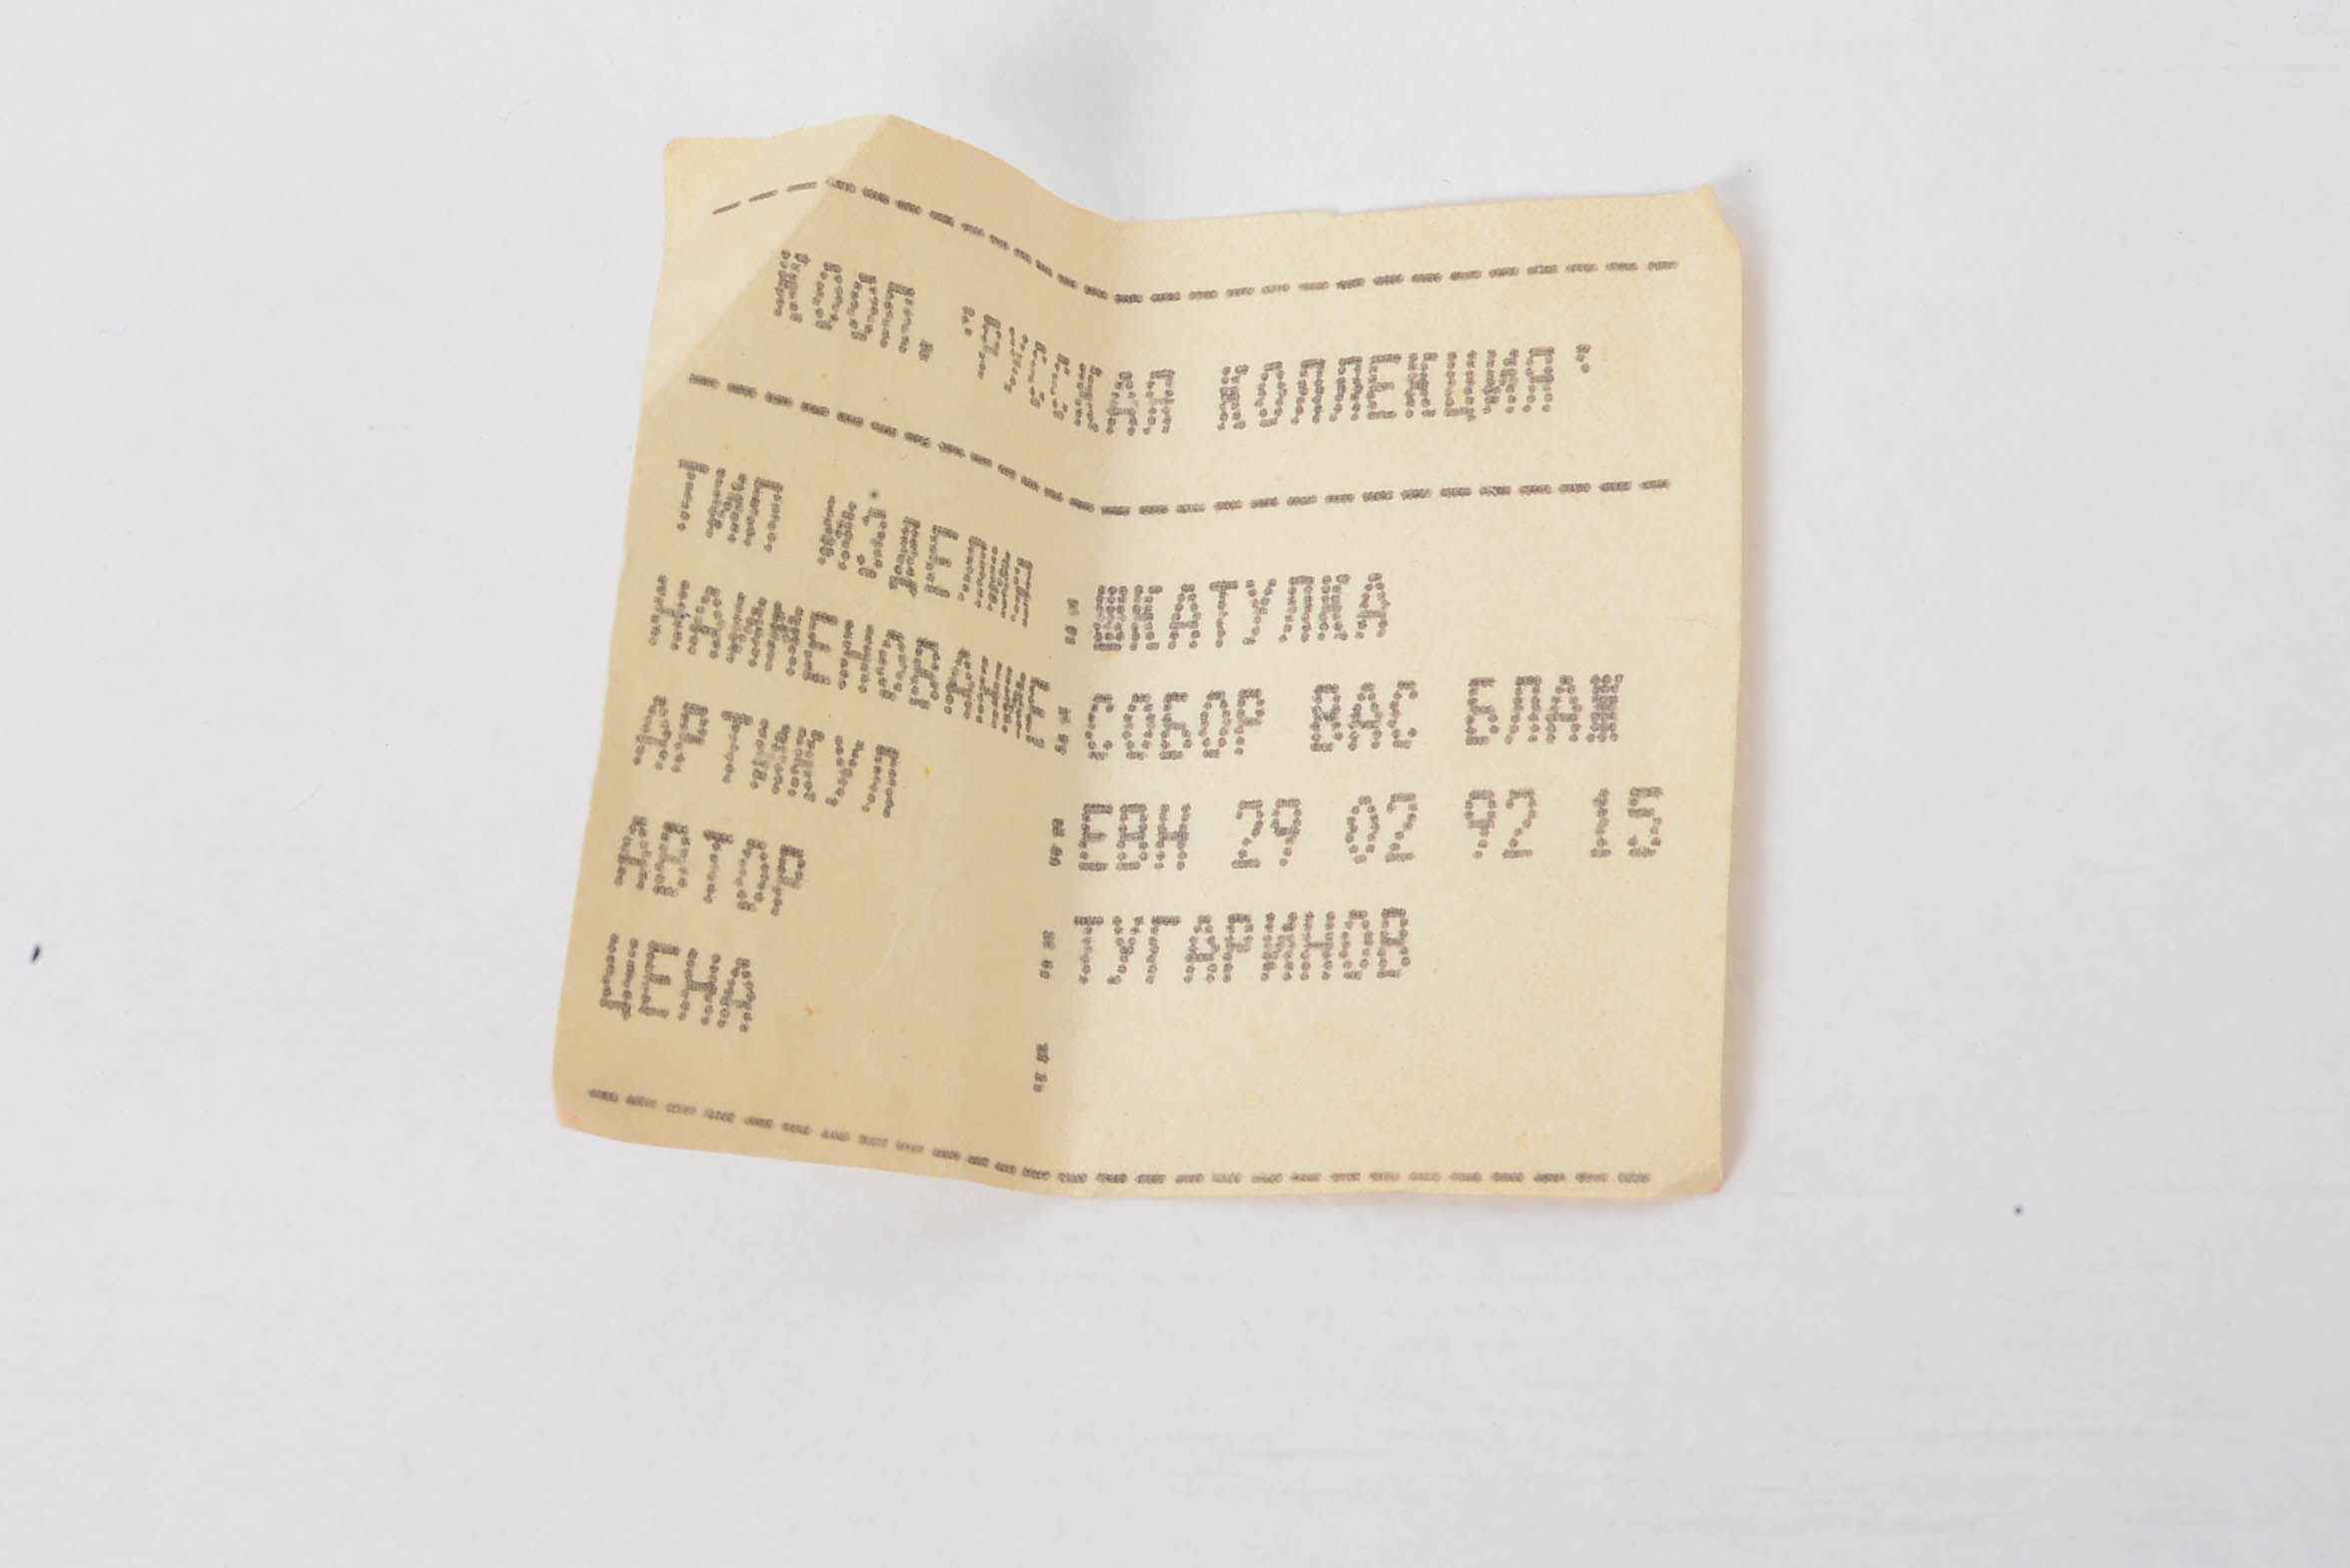 КООП. "РУССКАЯ КОЛЛЕКЦИЯ"
ТИП ИЗДЕЛИЯ :ШКАТУЛКА
НАИМЕНОВАНИЕ:СОБОР ВАС БЛАЖ
АРТИКУЛ :ЕВН 29 02 92 15
АВТОР :ТУГАРИНОВ
ЦЕНА :